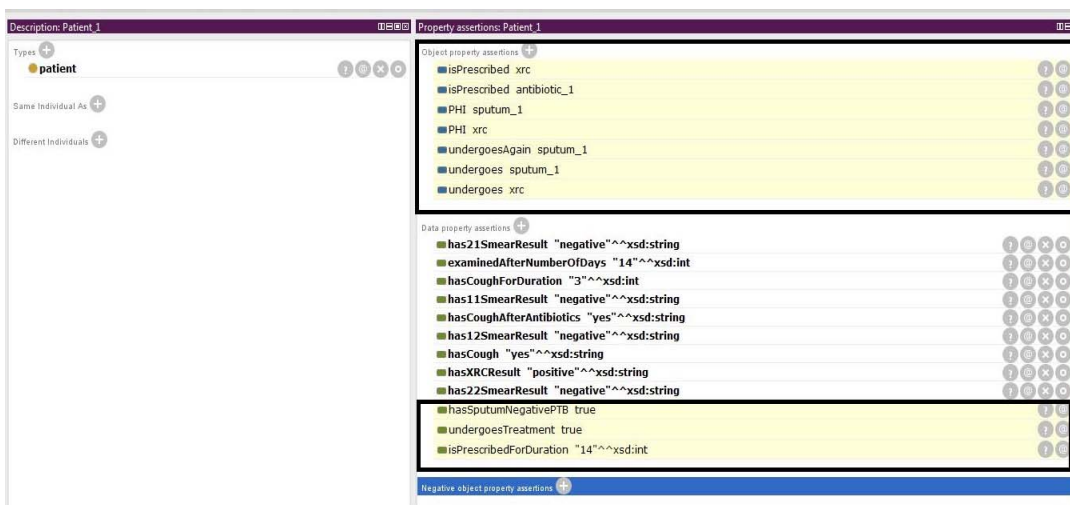 Description: Patient_1
Types
patient
Same Individual As
Different Individuals
Property assertions: Patient_1
Object property assertions
isPrescribed xrc
isPrescribed antibiotic_1
PHI sputum_1
PHI xrc
undergoesAgain sputum_1
undergoes sputum_1
undergoes xrc
Data property assertions
has21SmearResult "negative"^^xsd:string
examinedAfterNumberOfDays "14"^^xsd:int
hasCoughForDuration "3"^^xsd:int
has11SmearResult "negative"^^xsd:string
hasCoughAfterAntibiotics "yes"^^xsd:string
has12SmearResult "negative"^^xsd:string
hasCough "yes"^^xsd:string
hasXRCResult "positive"^^xsd:string
has22SmearResult "negative"^^xsd:string
hasSputumNegativePTB true
undergoesTreatment true
isPrescribedForDuration "14"^^xsd:int
Negative object property assertions